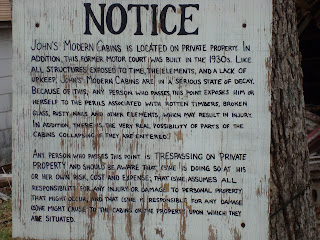 NOTICE
JOHN'S MODERN CABINS IS LOCATED ON PRIVATE PROPERTY. IN
ADDITION, THIS FORMER MOTOR COURT WAS BUILT IN THE 1930S. LIKE
ALL STRUCTURES EXPOSED TO TIME, THE ELEMENTS, AND A LACK OF
UPKEEP, JOHN'S MODERN CABINS ARE IN A SERIOUS STATE OF DECAY.
BECAUSE OF THIS, ANY PERSON WHO PASSES THIS POINT EXPOSES HIM OR
HERSELF TO THE PERILS ASSOCIATED WITH ROTTEN TIMBERS, BROKEN
GLASS, RUSTY NAILS AND OTHER ELEMENTS, WHICH MAY RESULT IN INJURY.
IN ADDITION, THERE IS THE VERY REAL POSSIBILITY OF PARTS OF THE
CABINS COLLAPSING IF THEY ARE ENTERED.
ANY PERSON WHO PASSES THIS POINT IS TRESPASSING ON PRIVATE
PROPERTY AND SHOULD BE AWARE THAT (S)HE IS DOING SO AT HIS
OR HER OWN RISK, COST AND EXPENSE; THAT (S)HE ASSUMES ALL
RESPONSIBILITY FOR ANY INJURY OR DAMAGE TO PERSONAL PROPERTY
THAT MIGHT OCCUR; AND THAT (S)HE IS RESPONSIBLE FOR ANY DAMAGE
(S)HE MIGHT CAUSE TO THE CABINS OR THE PROPERTY UPON WHICH THEY
ARE SITUATED.